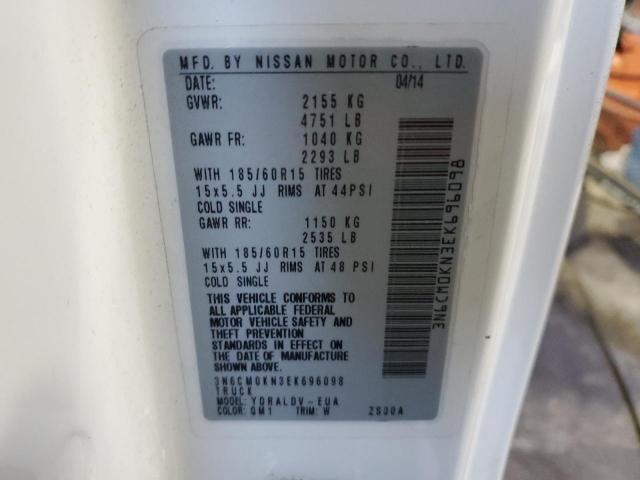 MFD. BY NISSAN MOTOR CO., LTD.
DATE: 04/14
GVWR: 2155 KG
4751 LB
GAWR FR: 1040 KG
2293 LB
WITH 185/60R15 TIRES
15x5.5 JJ RIMS AT 44PSI
COLD SINGLE
GAWR RR: 1150 KG
2535 LB
WITH 185/60R15 TIRES
15x5.5 JJ RIMS AT 48 PSI
COLD SINGLE
THIS VEHICLE CONFORMS TO
ALL APPLICABLE FEDERAL
MOTOR VEHICLE SAFETY AND
THEFT PREVENTION
STANDARDS IN EFFECT ON
THE DATE OF MANUFACTURE
SHOWN ABOVE.
3N6CM0KN3EK696098
TRUCK
MODEL: YDRALDV-EUA
COLOR: QM1 TRIM: W 2S00A
3N6CM0KN3EK696098